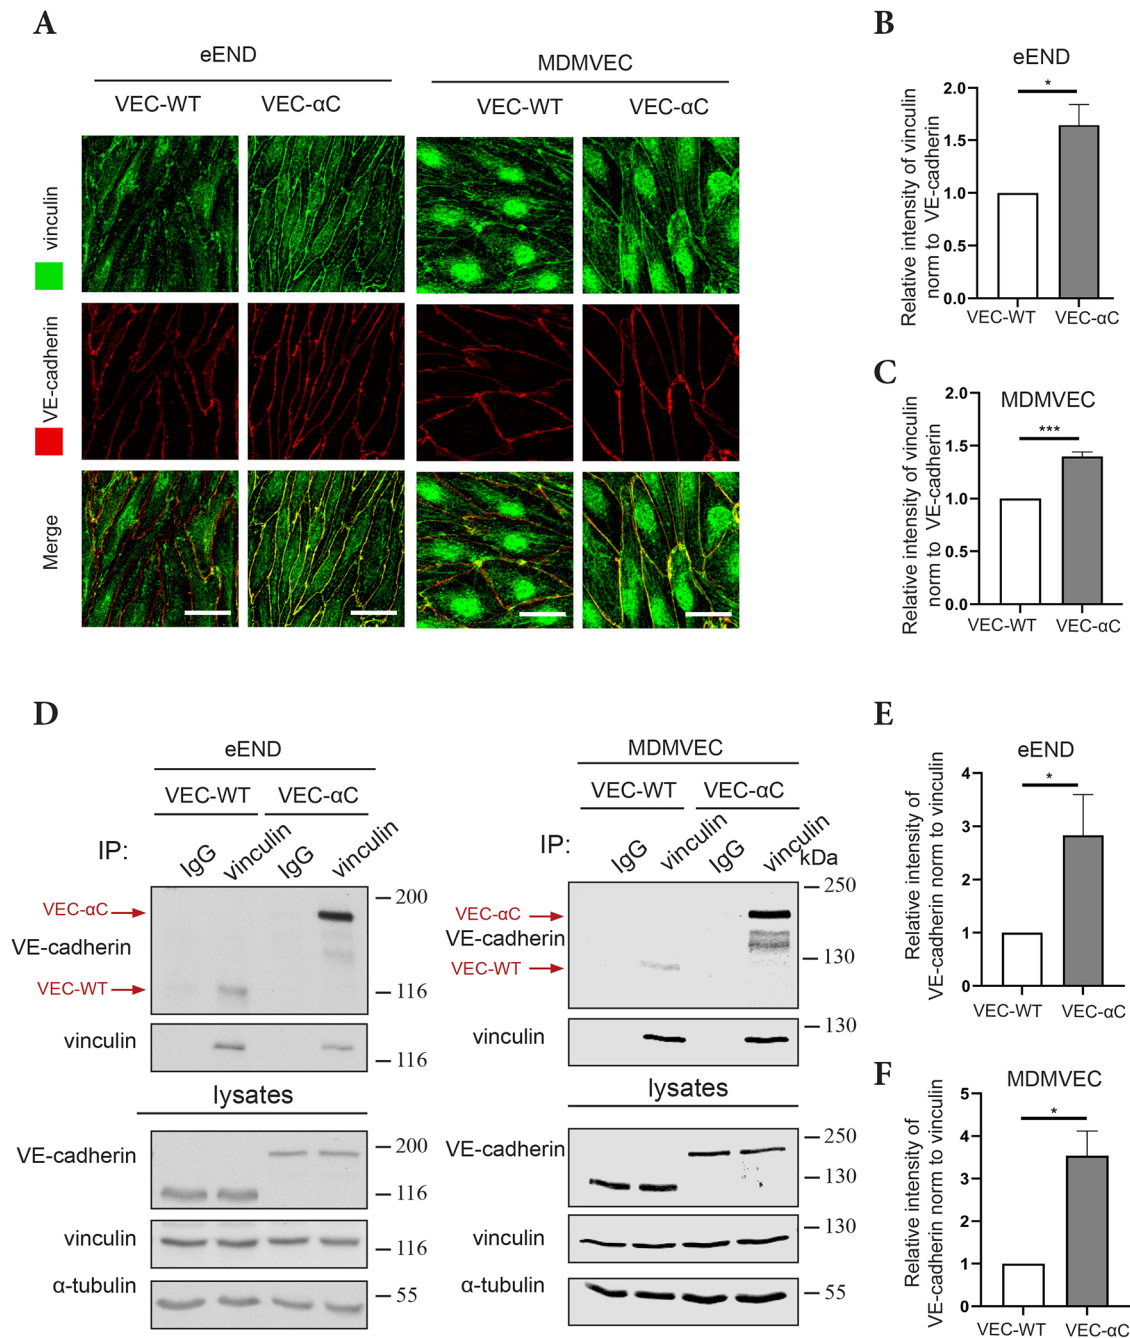 A
eEND
MDMVEC
VEC-WT
VEC-αC
VEC-WT
VEC-αC
vinculin
VE-cadherin
Merge
B
eEND
*
Relative intensity of vinculin
norm to VE-cadherin
2.0
1.5
1.0
0.5
0.0
VEC-WT
VEC-αC
C
MDMVEC
***
Relative intensity of vinculin
norm to VE-cadherin
2.0
1.5
1.0
0.5
0.0
VEC-WT
VEC-αC
D
eEND
VEC-WT
VEC-αC
IP:
IgG
vinculin
IgG
vinculin
VEC-αC
VE-cadherin
VEC-WT
200
116
vinculin
116
lysates
VE-cadherin
200
116
vinculin
116
α-tubulin
55
MDMVEC
VEC-WT
VEC-αC
IP:
IgG
vinculin
IgG
vinculin
kDa
VEC-αC
VE-cadherin
VEC-WT
250
130
vinculin
130
lysates
VE-cadherin
250
130
vinculin
130
α-tubulin
55
E
eEND
*
Relative intensity of
VE-cadherin norm to vinculin
4
3
2
1
0
VEC-WT
VEC-αC
F
MDMVEC
*
Relative intensity of
VE-cadherin norm to vinculin
5
4
3
2
1
0
VEC-WT
VEC-αC